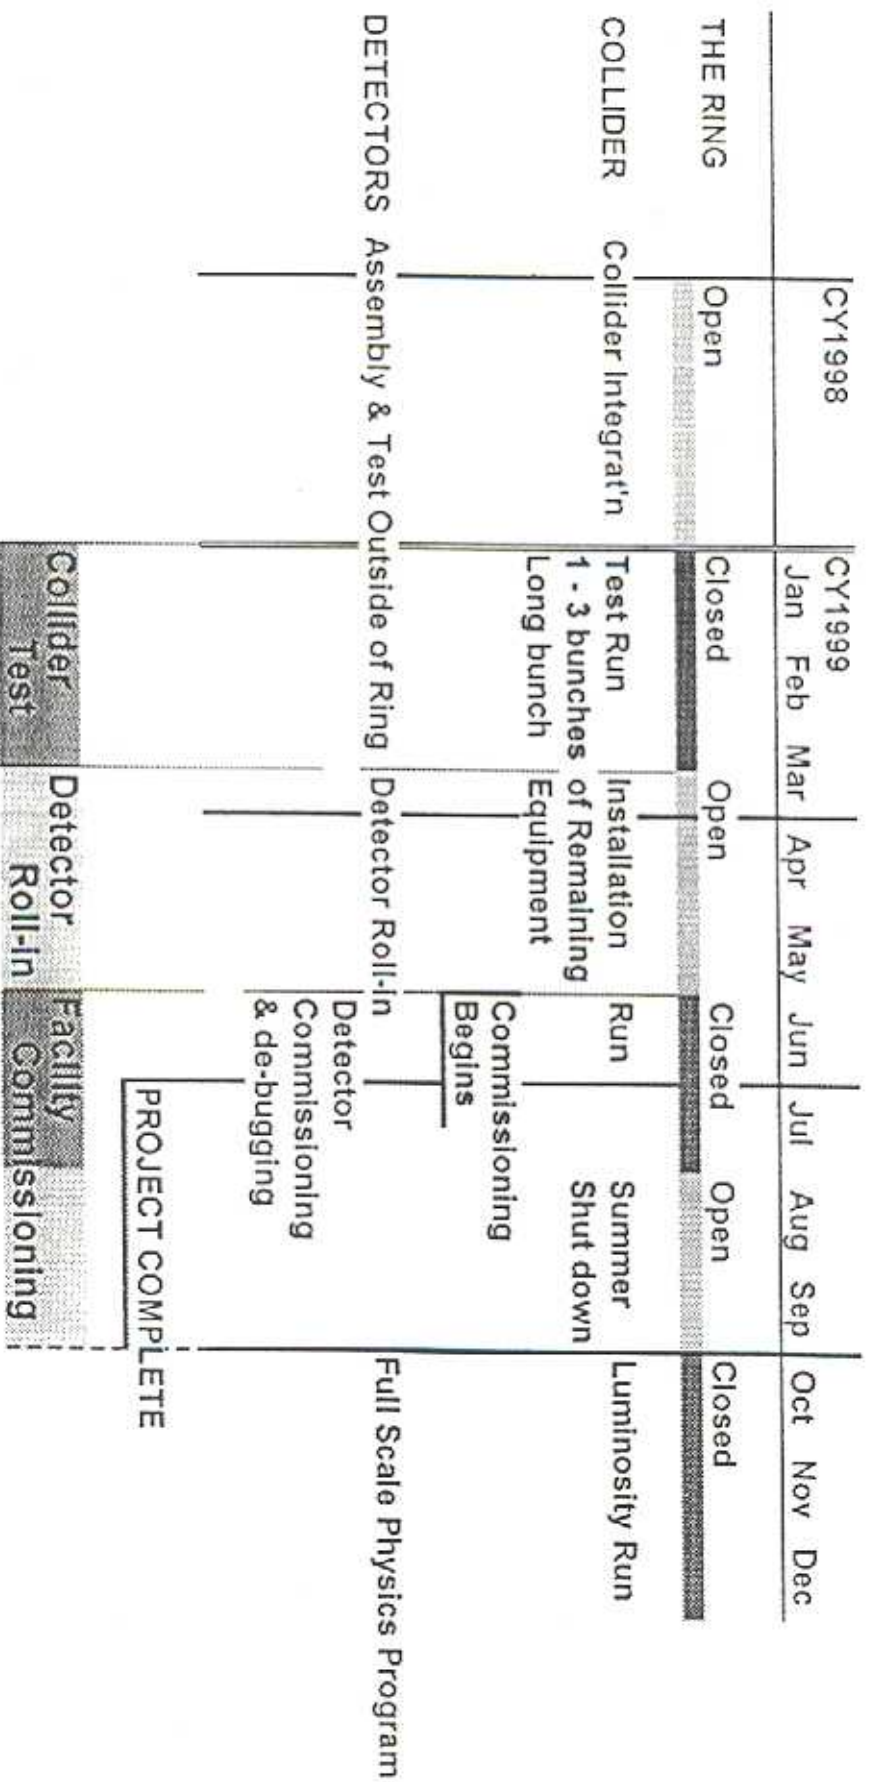 CY1998
CY1999
Jan Feb Mar Apr May Jun Jul Aug Sep Oct Nov Dec
THE RING
Open
Closed
Open
Closed
Open
Closed
COLLIDER
Collider Integrat'n
Test Run
1 - 3 bunches
Long bunch
Installation
of Remaining
Equipment
Run
Commissioning
Begins
Summer
Shut down
Luminosity Run
DETECTORS
Assembly & Test Outside of Ring
Detector Roll-in
Detector
Commissioning
& de-bugging
Full Scale Physics Program
PROJECT COMPLETE
Collider
Test
Detector
Roll-in
Facility
Commissioning